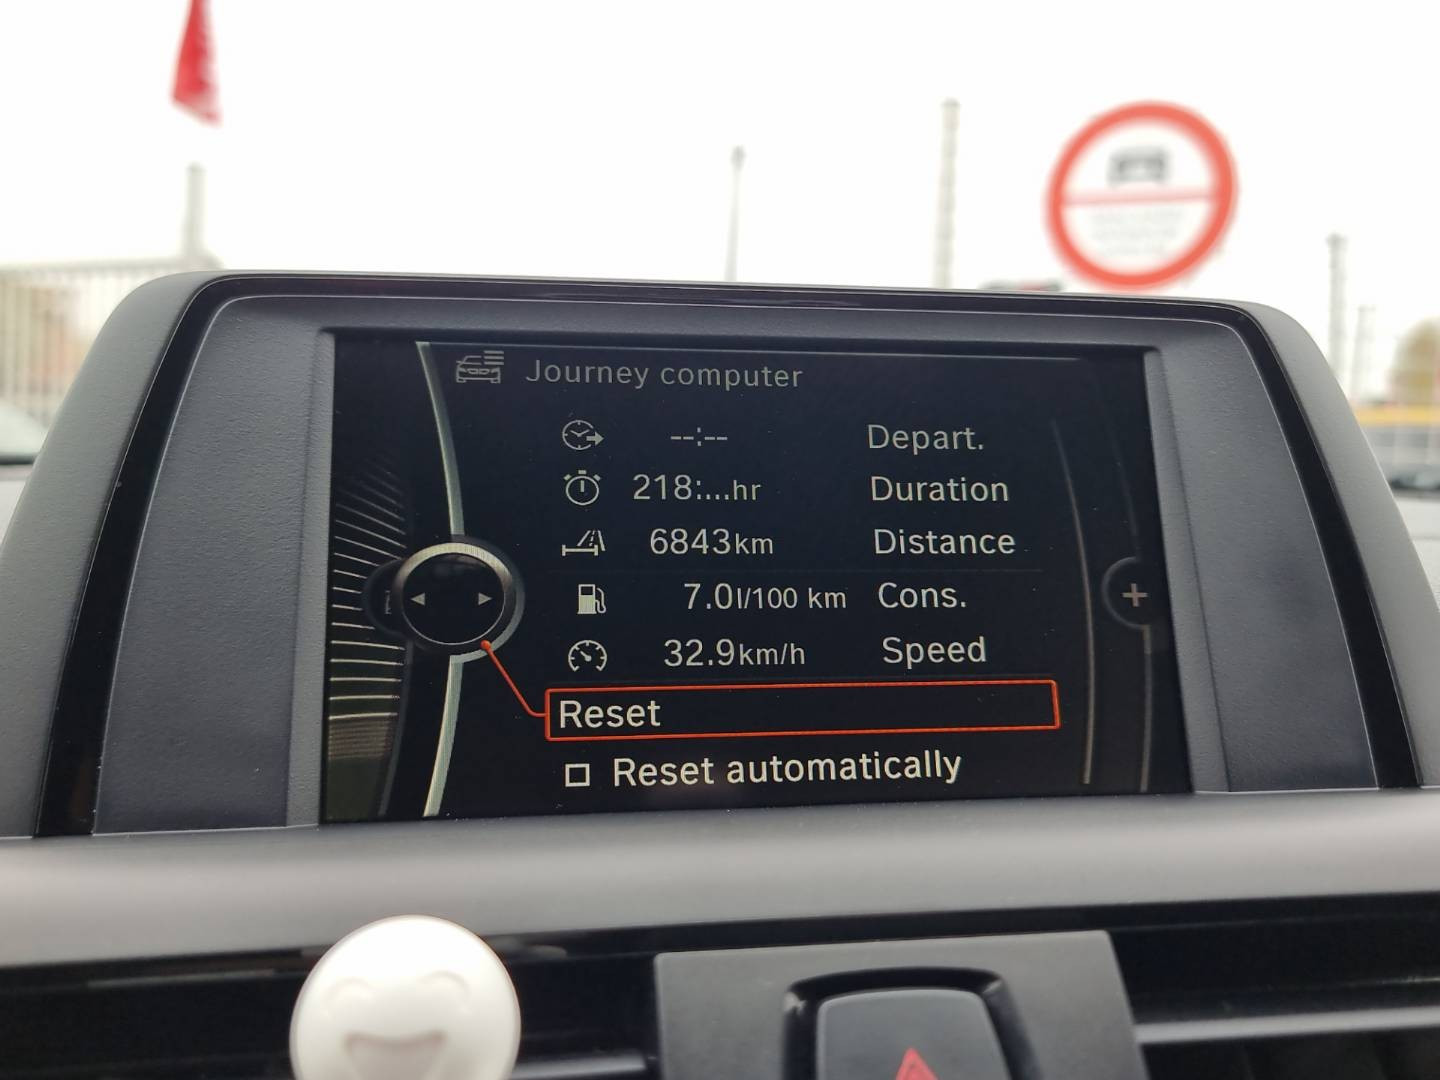 Journey computer
--:-- Depart.
218:...hr Duration
6843km Distance
7.0l/100 km Cons.
32.9km/h Speed
Reset
Reset automatically